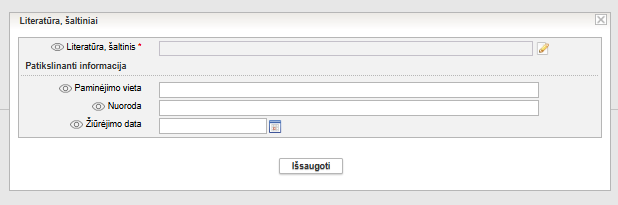 Literatūra, šaltiniai
Literatūra, šaltinis *
Patikslinanti informacija
Paminėjimo vieta
Nuoroda
Žiūrėjimo data
Išsaugoti